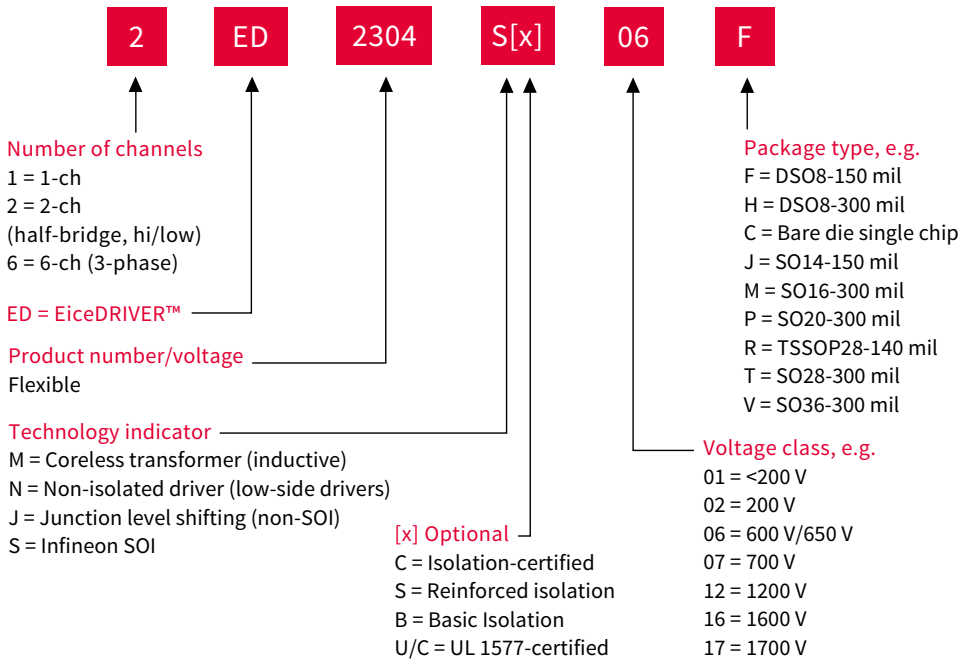 2 ED 2304 S[x] 06 F
Number of channels
1 = 1-ch
2 = 2-ch
(half-bridge, hi/low)
6 = 6-ch (3-phase)
ED = EiceDRIVER™
Product number/voltage
Flexible
Technology indicator
M = Coreless transformer (inductive)
N = Non-isolated driver (low-side drivers)
J = Junction level shifting (non-SOI)
S = Infineon SOI
[x] Optional
C = Isolation-certified
S = Reinforced isolation
B = Basic Isolation
U/C = UL 1577-certified
Package type, e.g.
F = DSO8-150 mil
H = DSO8-300 mil
C = Bare die single chip
J = SO14-150 mil
M = SO16-300 mil
P = SO20-300 mil
R = TSSOP28-140 mil
T = SO28-300 mil
V = SO36-300 mil
Voltage class, e.g.
01 = <200 V
02 = 200 V
06 = 600 V/650 V
07 = 700 V
12 = 1200 V
16 = 1600 V
17 = 1700 V